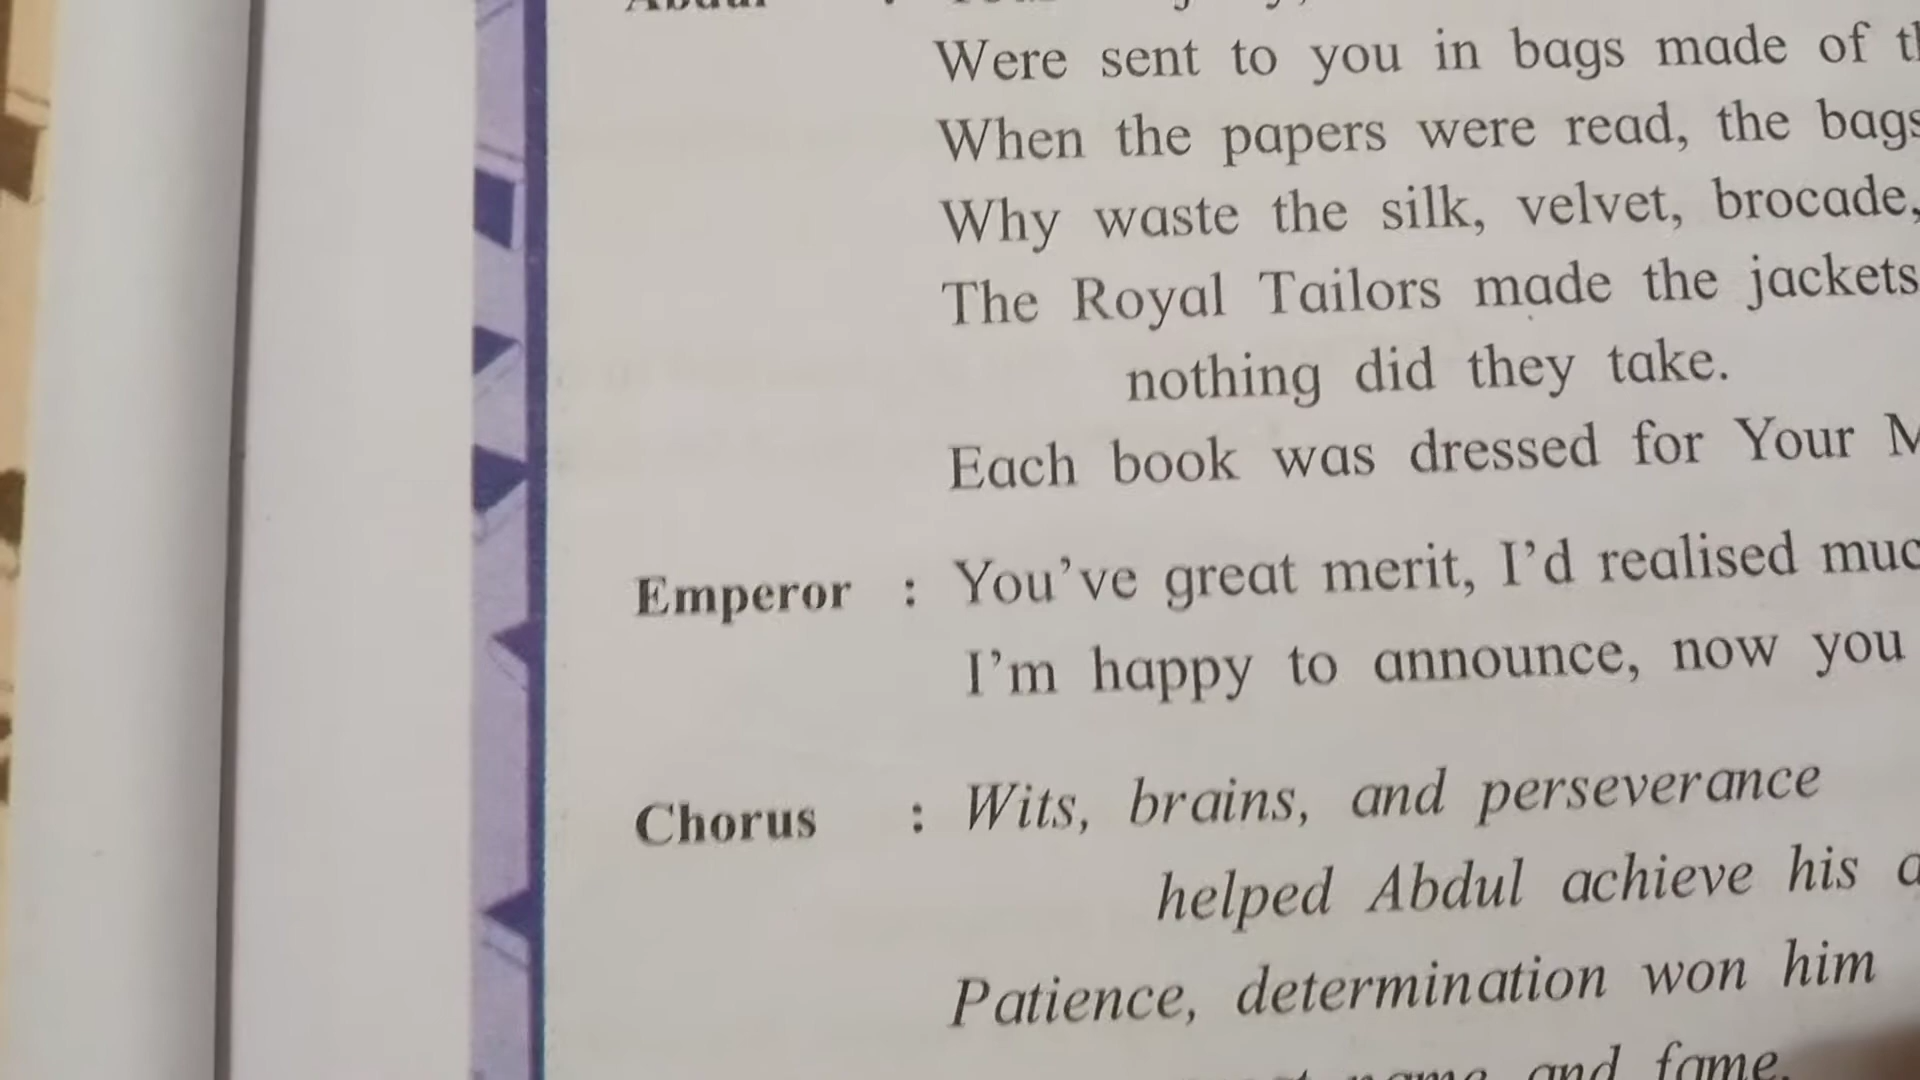 Abdul :
Were sent to you in bags made of
When the papers were read, the bags
Why waste the silk, velvet, brocade,
The Royal Tailors made the jackets
nothing did they take.
Each book was dressed for Your
Emperor : You've great merit, I'd realised
I'm happy to announce, now you
Chorus : Wits, brains, and perseverance
helped Abdul achieve his
Patience, determination won him
name and fame.